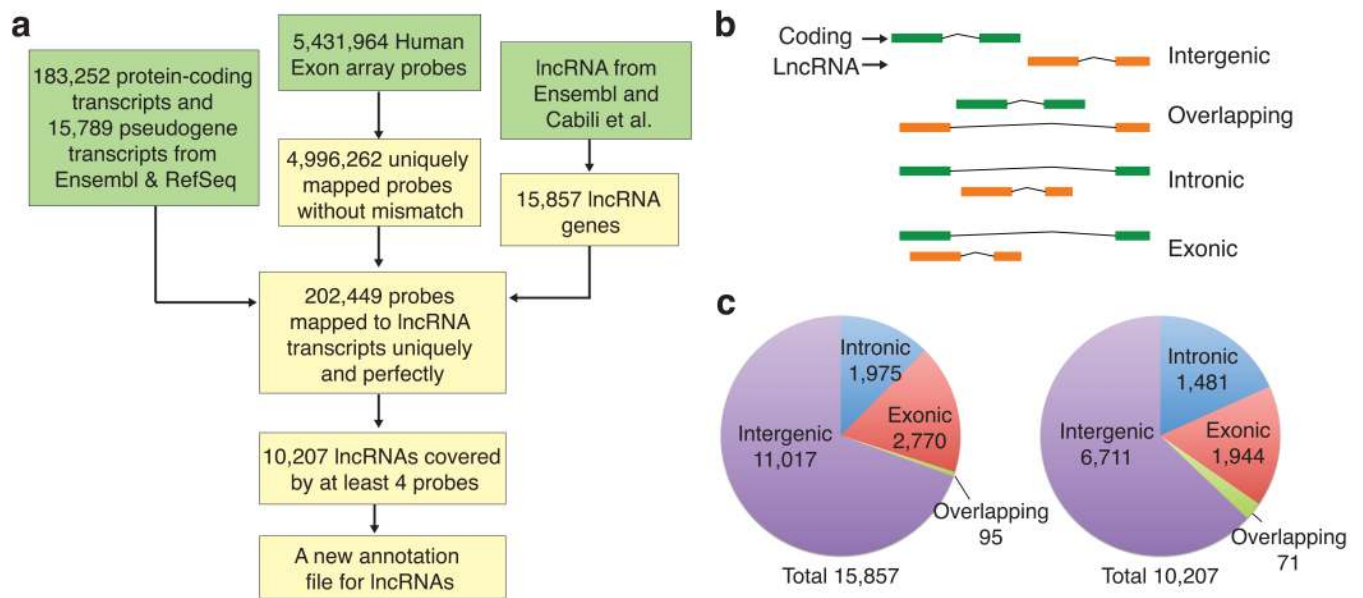 a
183,252 protein-coding
transcripts and
15,789 pseudogene
transcripts from
Ensembl & RefSeq
5,431,964 Human
Exon array probes
lncRNA from
Ensembl and
Cabili et al.
4,996,262 uniquely
mapped probes
without mismatch
15,857 lncRNA
genes
202,449 probes
mapped to lncRNA
transcripts uniquely
and perfectly
10,207 lncRNAs covered
by at least 4 probes
A new annotation
file for lncRNAs
b
Coding
LncRNA
Intergenic
Overlapping
Intronic
Exonic
c
Intronic
1,975
Exonic
2,770
Intergenic
11,017
Overlapping
95
Total 15,857
Intronic
1,481
Exonic
1,944
Intergenic
6,711
Overlapping
71
Total 10,207